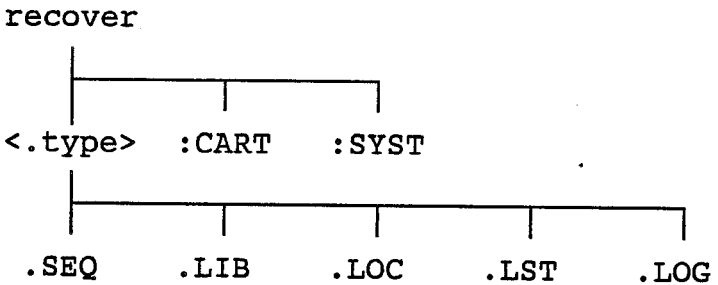 recover
<.type> :CART :SYST
.SEQ .LIB .LOC .LST .LOG